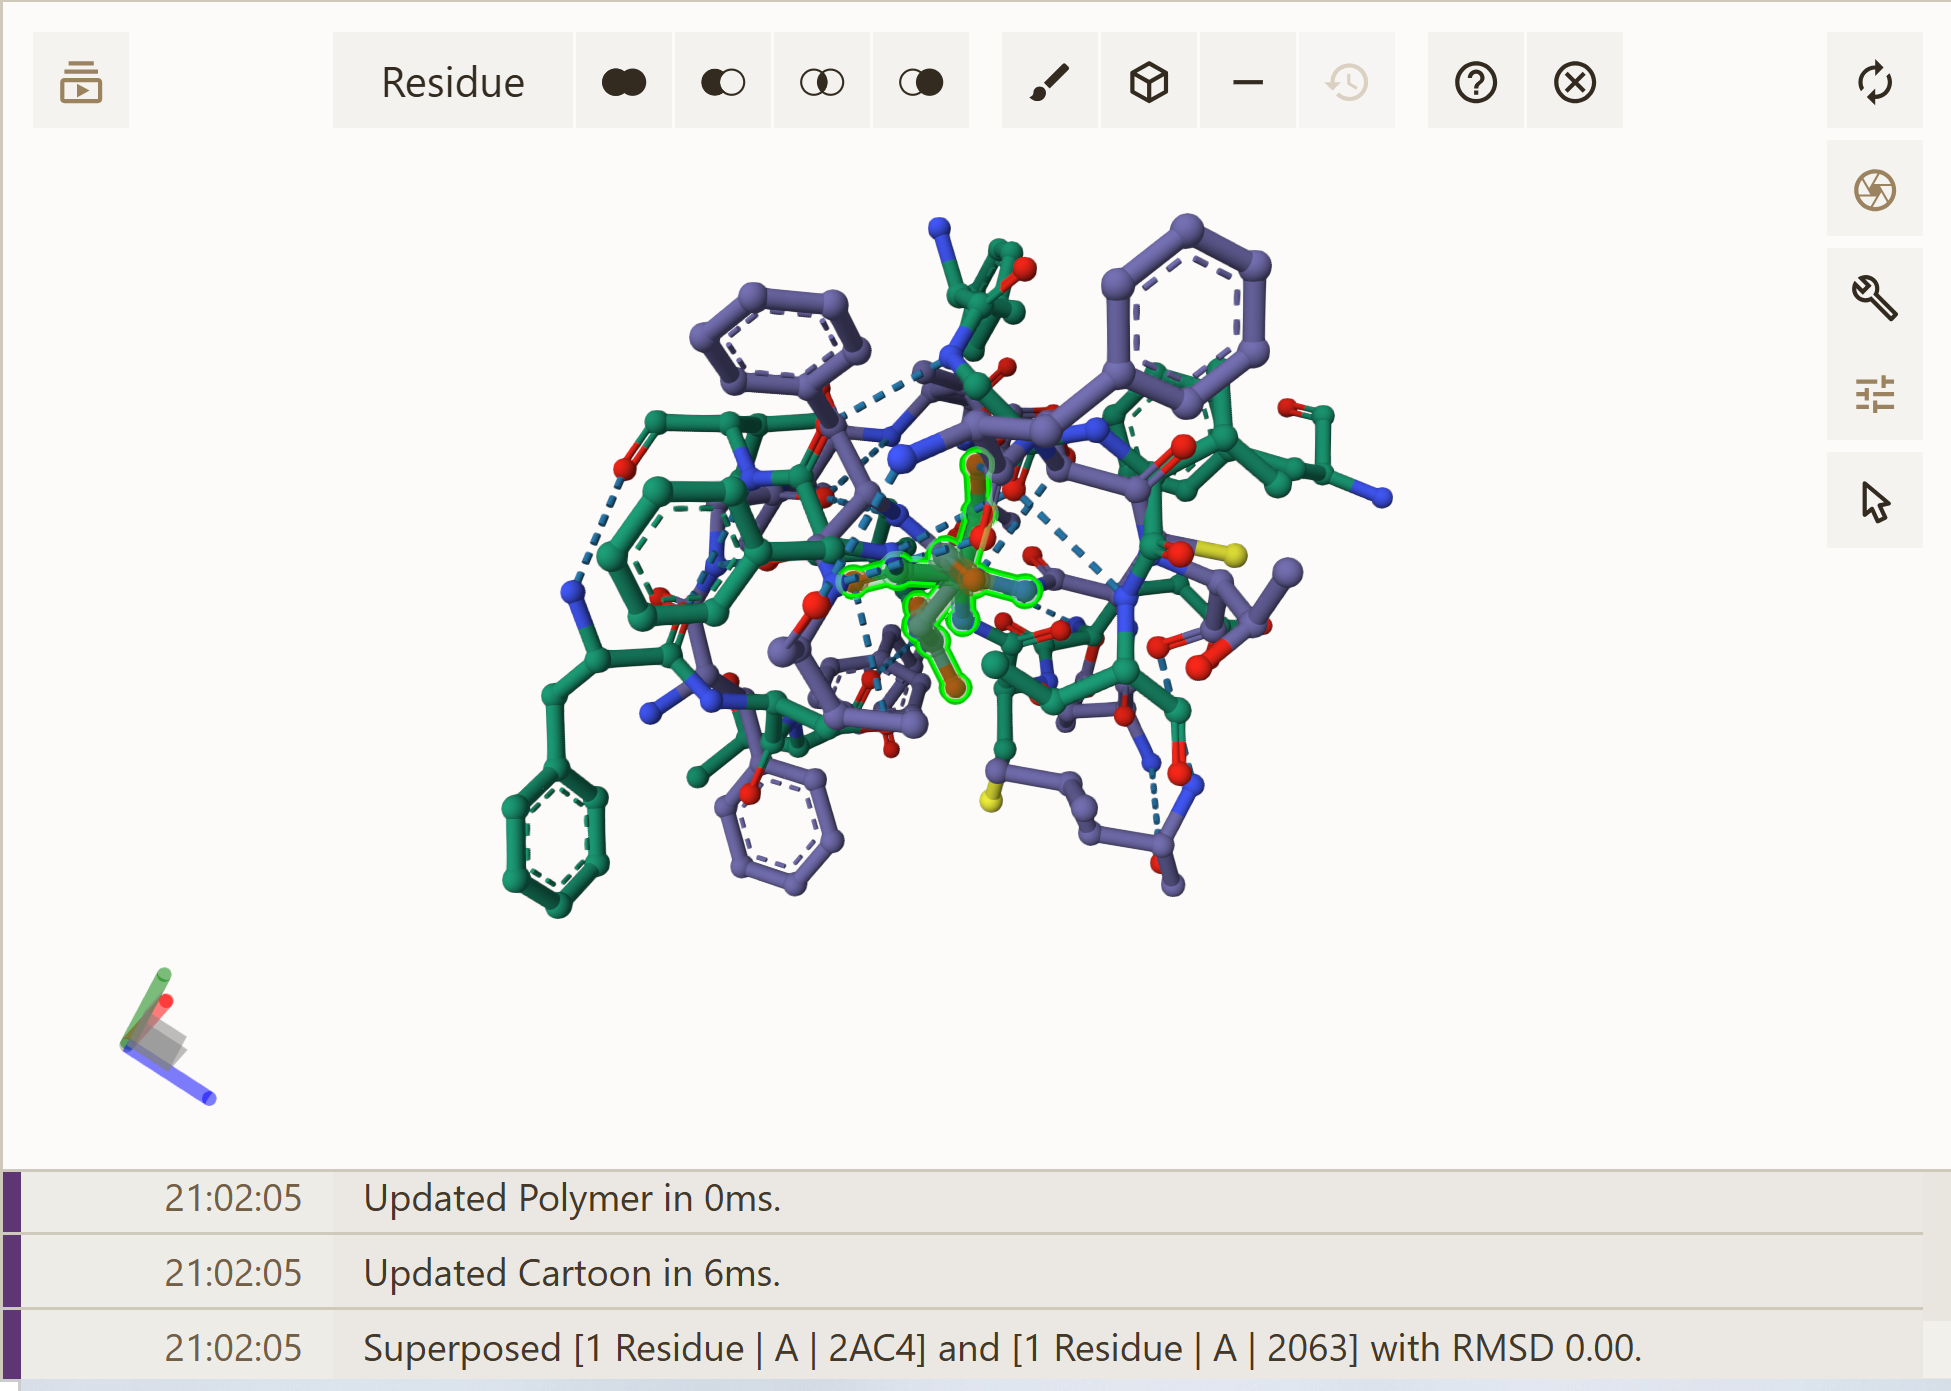 Residue
21:02:05 Updated Polymer in 0ms.
21:02:05 Updated Cartoon in 6ms.
21:02:05 Superposed [1 Residue | A | 2AC4] and [1 Residue | A | 2063] with RMSD 0.00.